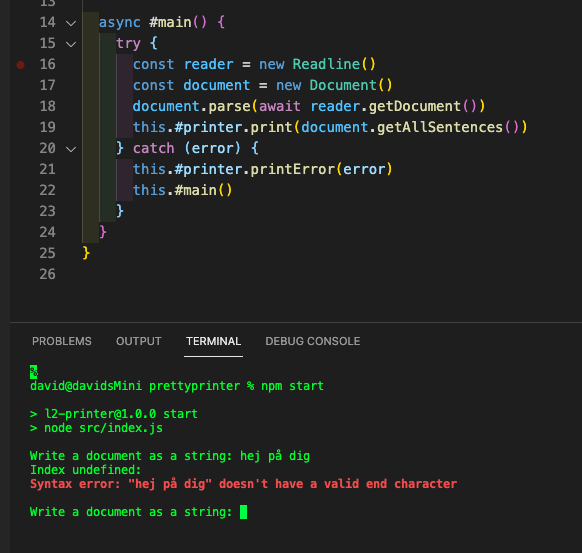 13
14 async #main() {
15 try {
16 const reader = new Readline()
17 const document = new Document()
18 document.parse(await reader.getDocument())
19 this.#printer.print(document.getAllSentences())
20 } catch (error) {
21 this.#printer.printError(error)
22 this.#main()
23 }
24 }
25 }
26
PROBLEMS OUTPUT TERMINAL DEBUG CONSOLE
%
david@davidsMini prettyprinter % npm start
> l2-printer@1.0.0 start
> node src/index.js
Write a document as a string: hej på dig
Index undefined:
Syntax error: "hej på dig" doesn't have a valid end character
Write a document as a string: